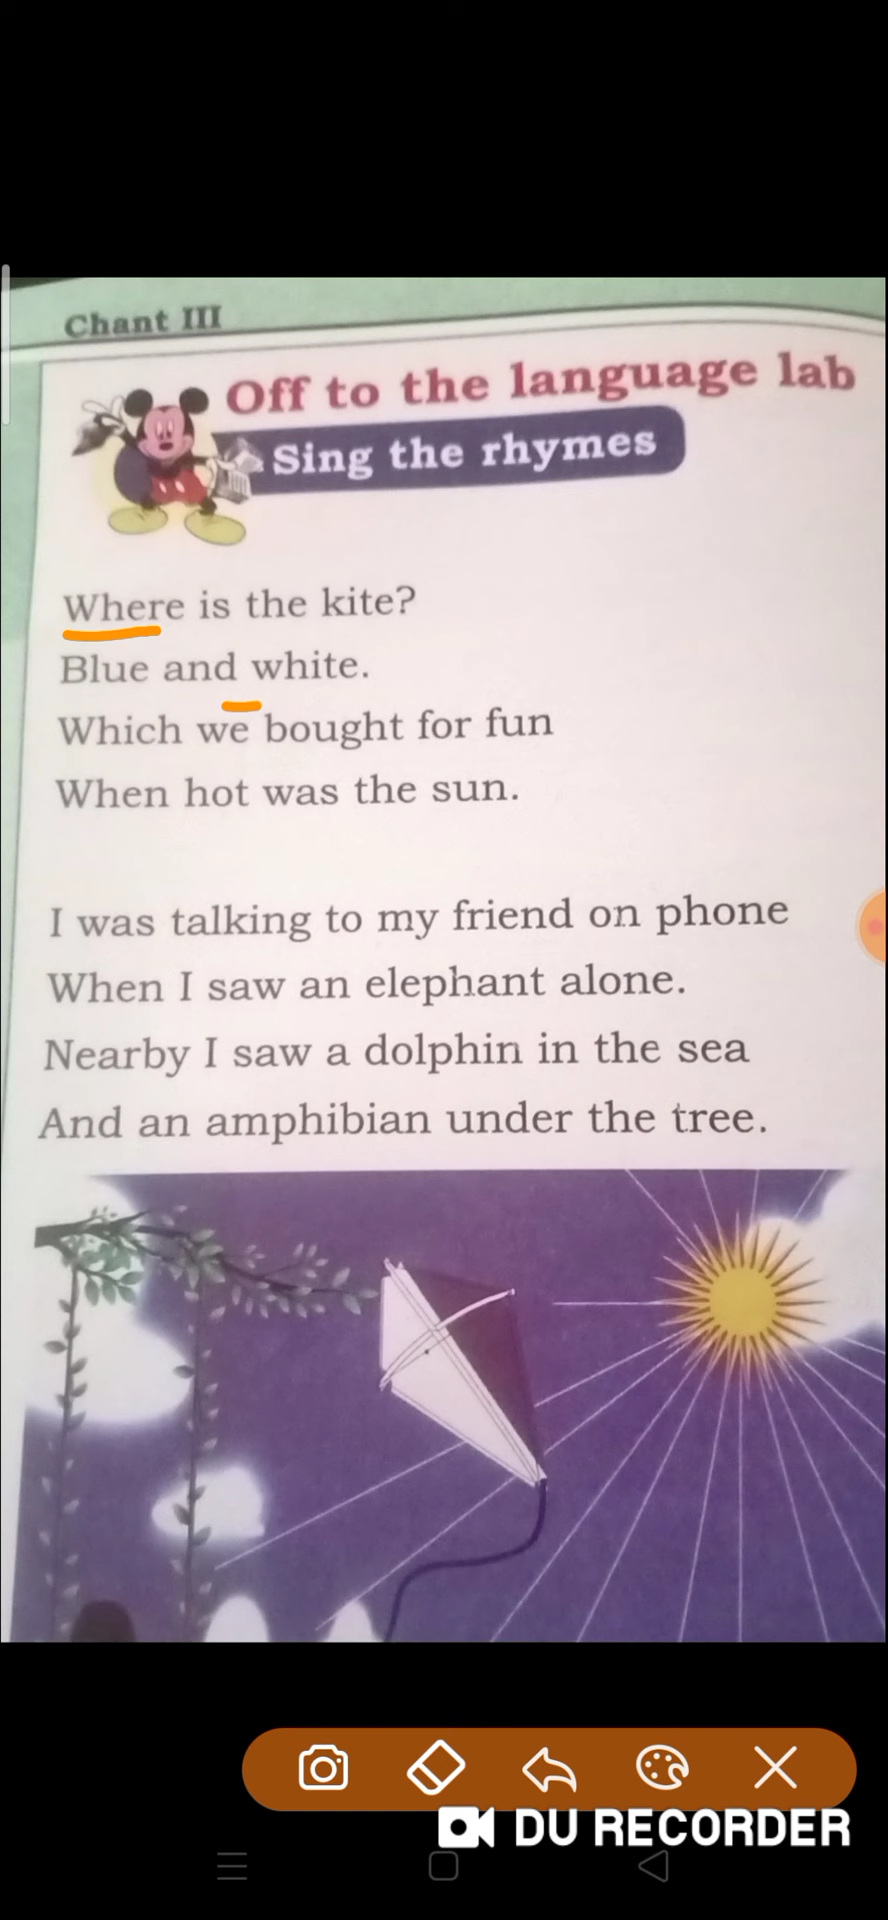 Chant III
Off to the language lab
Sing the rhymes
Where is the kite?
Blue and white.
Which we bought for fun
When hot was the sun.
I was talking to my friend on phone
When I saw an elephant alone.
Nearby I saw a dolphin in the sea
And an amphibian under the tree.
DU RECORDER